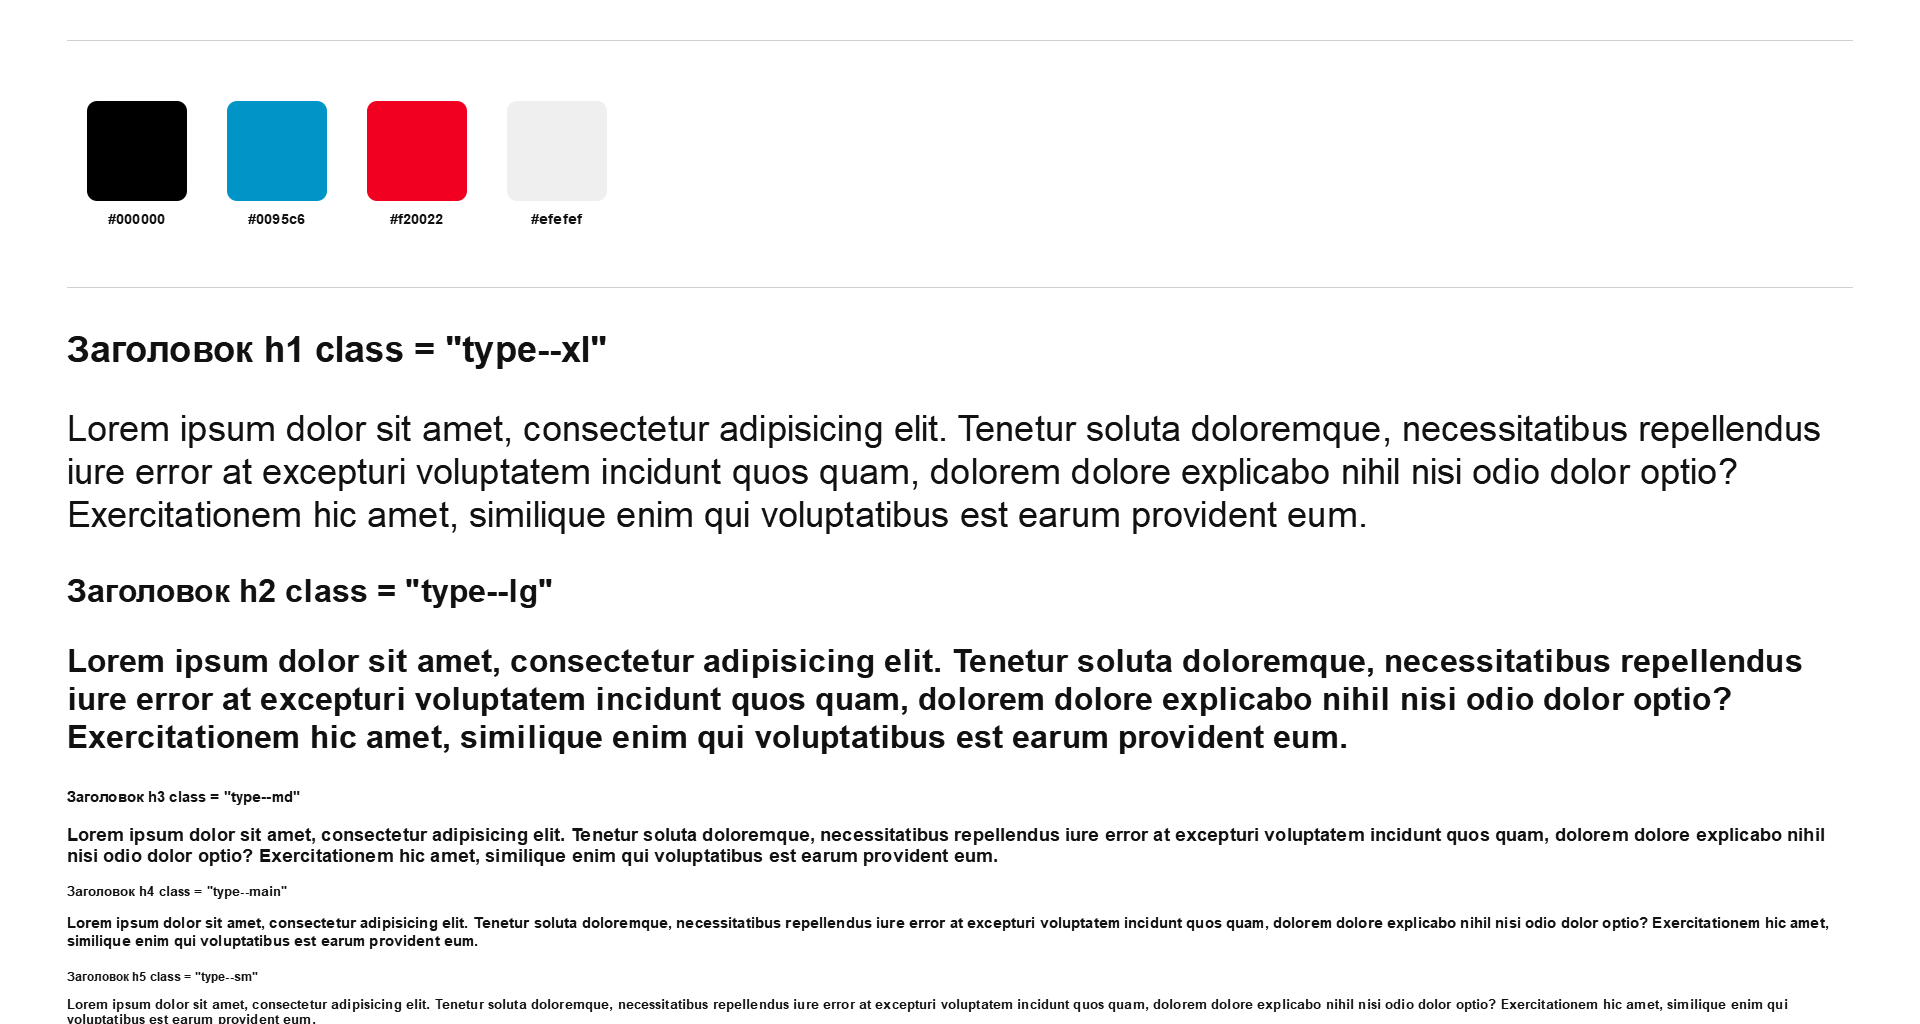 #000000 #0095c6 #f20022 #efefef
Заголовок h1 class = "type--xl"
Lorem ipsum dolor sit amet, consectetur adipisicing elit. Tenetur soluta doloremque, necessitatibus repellendus
iure error at excepturi voluptatem incidunt quos quam, dolorem dolore explicabo nihil nisi odio dolor optio?
Exercitationem hic amet, similique enim qui voluptatibus est earum provident eum.
Заголовок h2 class = "type--lg"
Lorem ipsum dolor sit amet, consectetur adipisicing elit. Tenetur soluta doloremque, necessitatibus repellendus
iure error at excepturi voluptatem incidunt quos quam, dolorem dolore explicabo nihil nisi odio dolor optio?
Exercitationem hic amet, similique enim qui voluptatibus est earum provident eum.
Заголовок h3 class = "type--md"
Lorem ipsum dolor sit amet, consectetur adipisicing elit. Tenetur soluta doloremque, necessitatibus repellendus iure error at excepturi voluptatem incidunt quos quam, dolorem dolore explicabo nihil
nisi odio dolor optio? Exercitationem hic amet, similique enim qui voluptatibus est earum provident eum.
Заголовок h4 class = "type--main"
Lorem ipsum dolor sit amet, consectetur adipisicing elit. Tenetur soluta doloremque, necessitatibus repellendus iure error at excepturi voluptatem incidunt quos quam, dolorem dolore explicabo nihil nisi odio dolor optio? Exercitationem hic amet,
similique enim qui voluptatibus est earum provident eum.
Заголовок h5 class = "type--sm"
Lorem ipsum dolor sit amet, consectetur adipisicing elit. Tenetur soluta doloremque, necessitatibus repellendus iure error at excepturi voluptatem incidunt quos quam, dolorem dolore explicabo nihil nisi odio dolor optio? Exercitationem hic amet, similique enim qui
voluptatibus est earum provident eum.